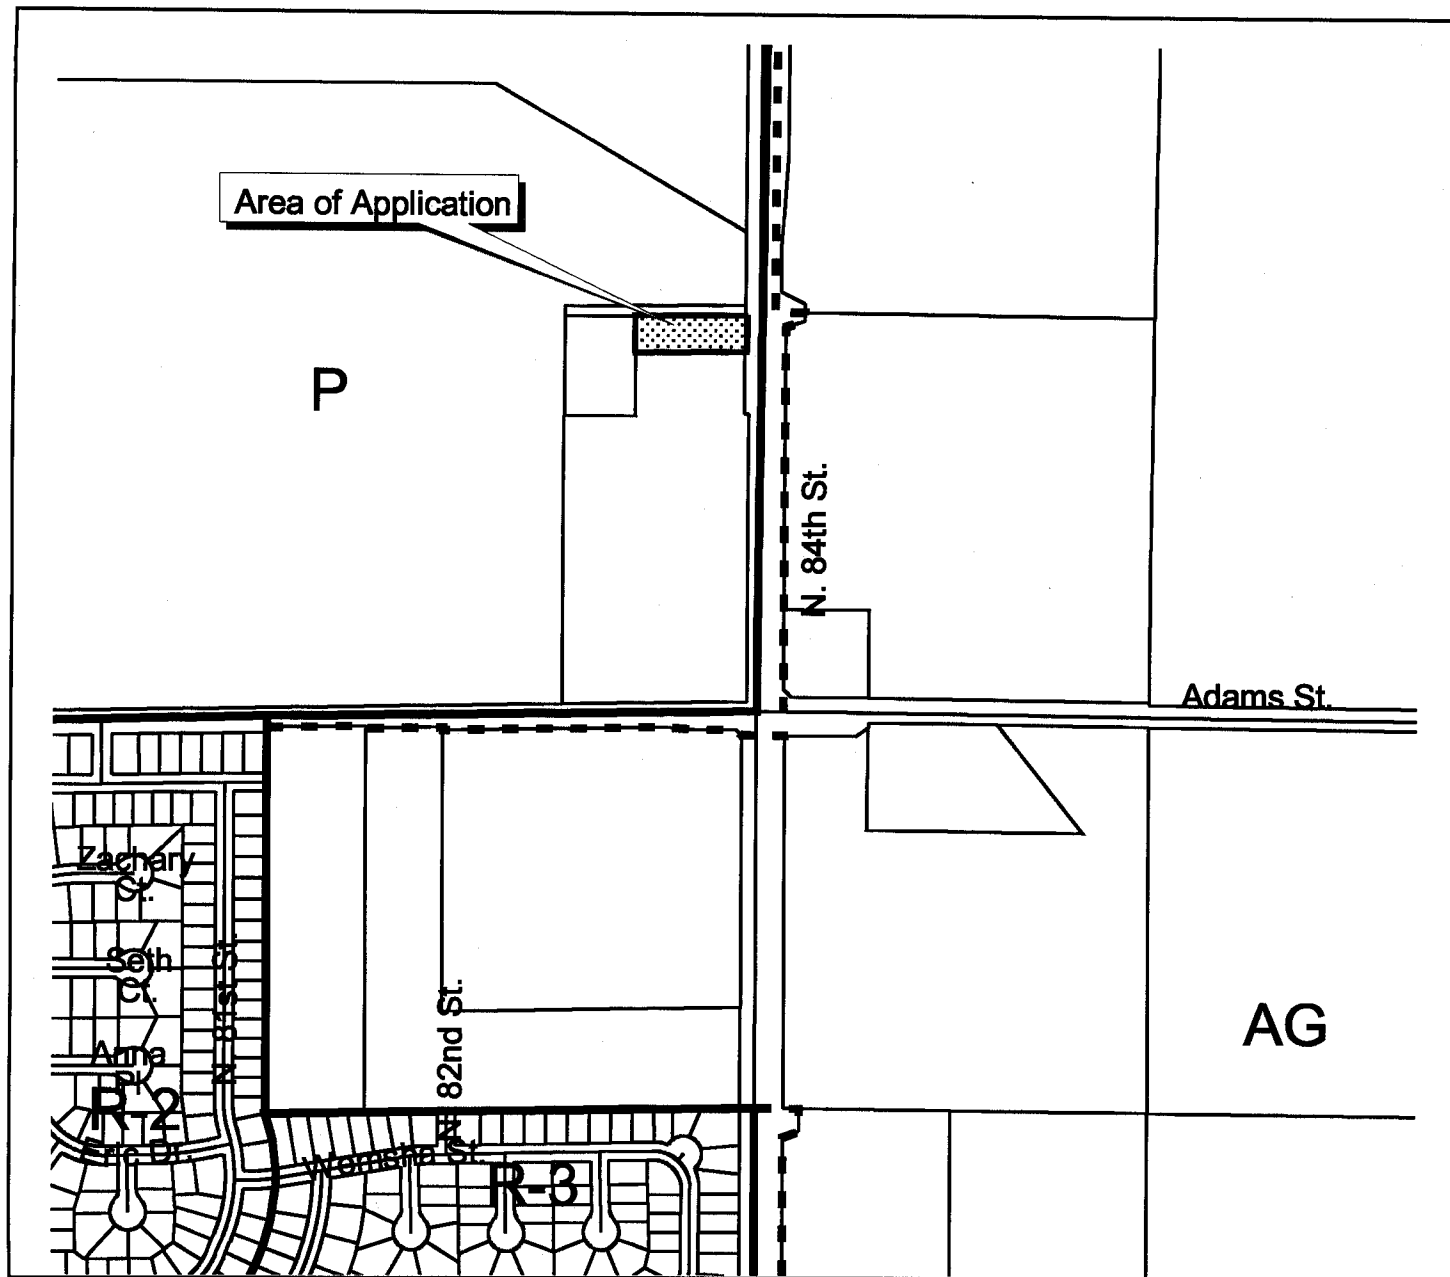 Area of Application
P
N. 84th St.
Adams St.
Zachary
Ct.
Seth
Ct.
N. 81st St.
Anna
Pl.
N. 82nd St.
AG
R-2
Eric Dr.
St.
R-3